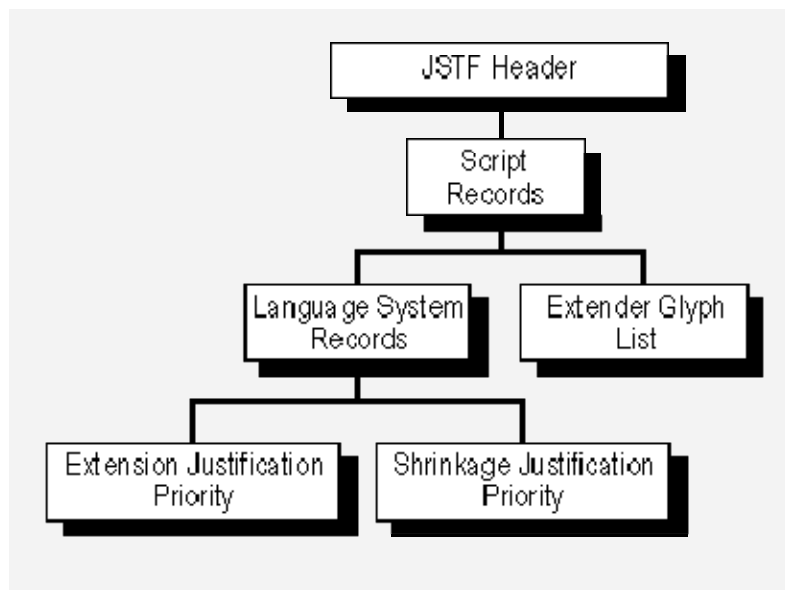 JSTF Header
Script
Records
Language System
Records
Extender Glyph
List
Extension Justification
Priority
Shrinkage Justification
Priority